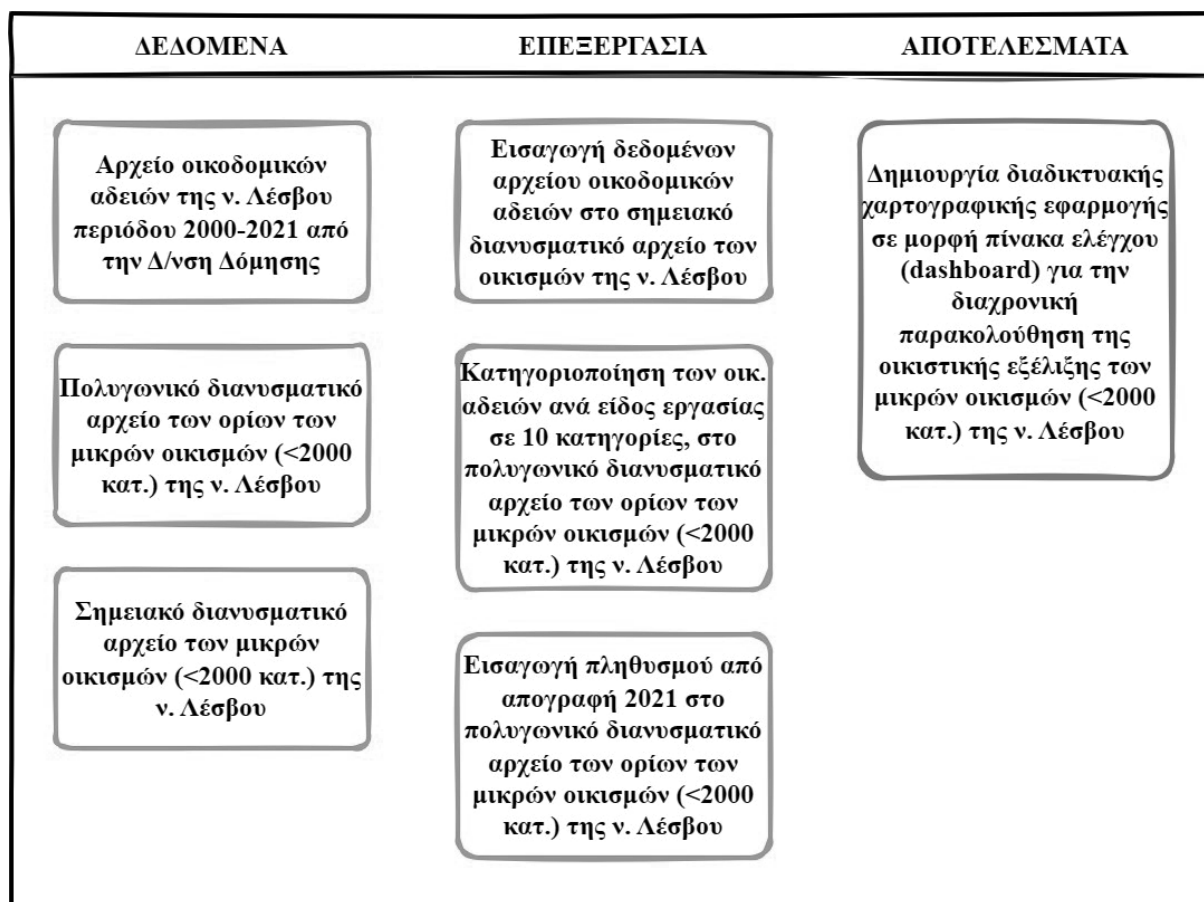 ΔΕΔΟΜΕΝΑ
ΕΠΕΞΕΡΓΑΣΙΑ
ΑΠΟΤΕΛΕΣΜΑΤΑ
Αρχείο οικοδομικών
αδειών της ν. Λέσβου
περιόδου 2000-2021 από
την Δ/νση Δόμησης
Πολυγωνικό διανυσματικό
αρχείο των ορίων των
μικρών οικισμών (<2000
κατ.) της ν. Λέσβου
Σημειακό διανυσματικό
αρχείο των μικρών
οικισμών (<2000 κατ.) της
ν. Λέσβου
Εισαγωγή δεδομένων
αρχείου οικοδομικών
αδειών στο σημειακό
διανυσματικό αρχείο των
οικισμών της ν. Λέσβου
Κατηγοριοποίηση των οικ.
αδειών ανά είδος εργασίας
σε 10 κατηγορίες, στο
πολυγωνικό διανυσματικό
αρχείο των ορίων των
μικρών οικισμών (<2000
κατ.) της ν. Λέσβου
Εισαγωγή πληθυσμού από
απογραφή 2021 στο
πολυγωνικό διανυσματικό
αρχείο των ορίων των
μικρών οικισμών (<2000
κατ.) της ν. Λέσβου
Δημιουργία διαδικτυακής
χαρτογραφικής εφαρμογής
σε μορφή πίνακα ελέγχου
(dashboard) για την
διαχρονική
παρακολούθηση της
οικιστικής εξέλιξης των
μικρών οικισμών (<2000
κατ.) της ν. Λέσβου